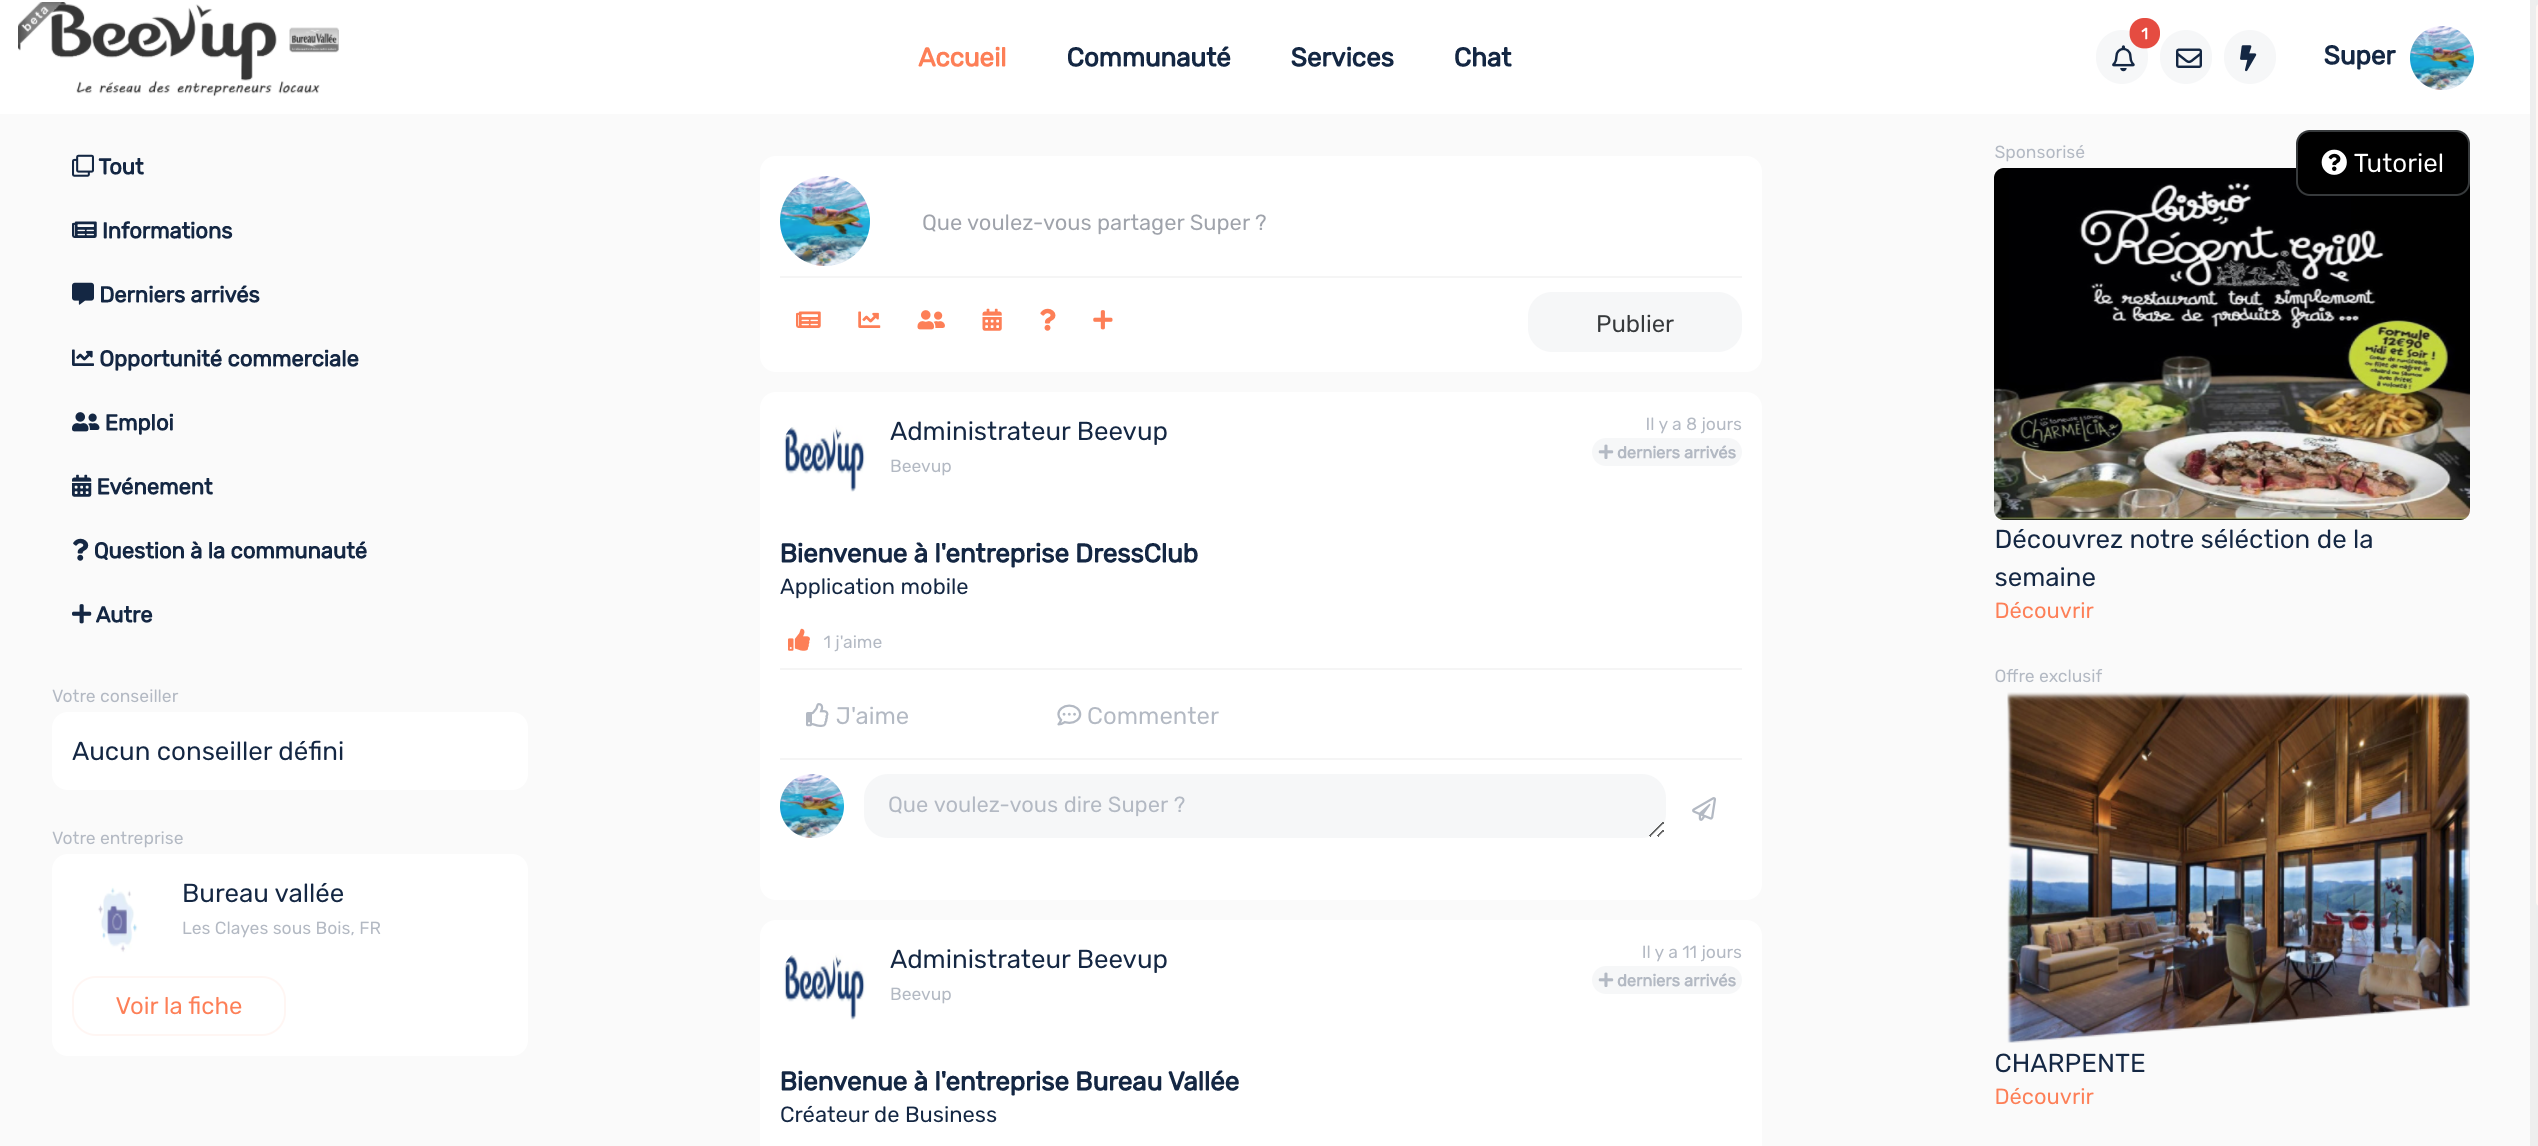 beta
Beevup
Bureau Vallée
Le réseau des entrepreneurs locaux
Accueil
Communauté
Services
Chat
1
Super
Tout
Informations
Derniers arrivés
Opportunité commerciale
Emploi
Evénement
Question à la communauté
Autre
Votre conseiller
Aucun conseiller défini
Votre entreprise
Bureau vallée
Les Clayes sous Bois, FR
Voir la fiche
Que voulez-vous partager Super ?
Publier
Beevup
Administrateur Beevup
Beevup
Il y a 8 jours
derniers arrivés
Bienvenue à l'entreprise DressClub
Application mobile
1 j'aime
J'aime
Commenter
Que voulez-vous dire Super ?
Beevup
Administrateur Beevup
Beevup
Il y a 11 jours
derniers arrivés
Bienvenue à l'entreprise Bureau Vallée
Créateur de Business
Sponsorisé
Tutoriel
bistro
Régent grill
le restaurant tout simplement
à base de produits frais...
Formule
12€90
midi et soir !
CHARMELCIA
Découvrez notre séléction de la
semaine
Découvrir
Offre exclusif
CHARPENTE
Découvrir